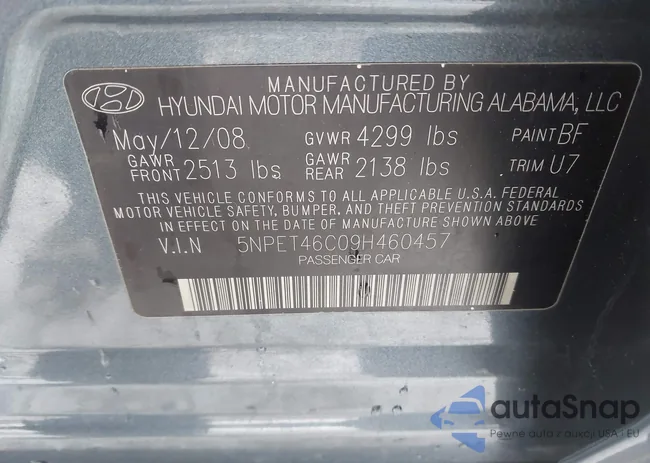 MANUFACTURED BY
HYUNDAI MOTOR MANUFACTURING ALABAMA, LLC
May/12/08 GVWR 4299 lbs PAINT BF
GAWR FRONT 2513 lbs GAWR REAR 2138 lbs TRIM U7
THIS VEHICLE CONFORMS TO ALL APPLICABLE U.S.A. FEDERAL
MOTOR VEHICLE SAFETY, BUMPER, AND THEFT PREVENTION STANDARDS
IN EFFECT ON THE DATE OF MANUFACTURE SHOWN ABOVE
V.I.N 5NPET46C09H460457
PASSENGER CAR
autaSnap
Pewne auta z aukcji USA i EU